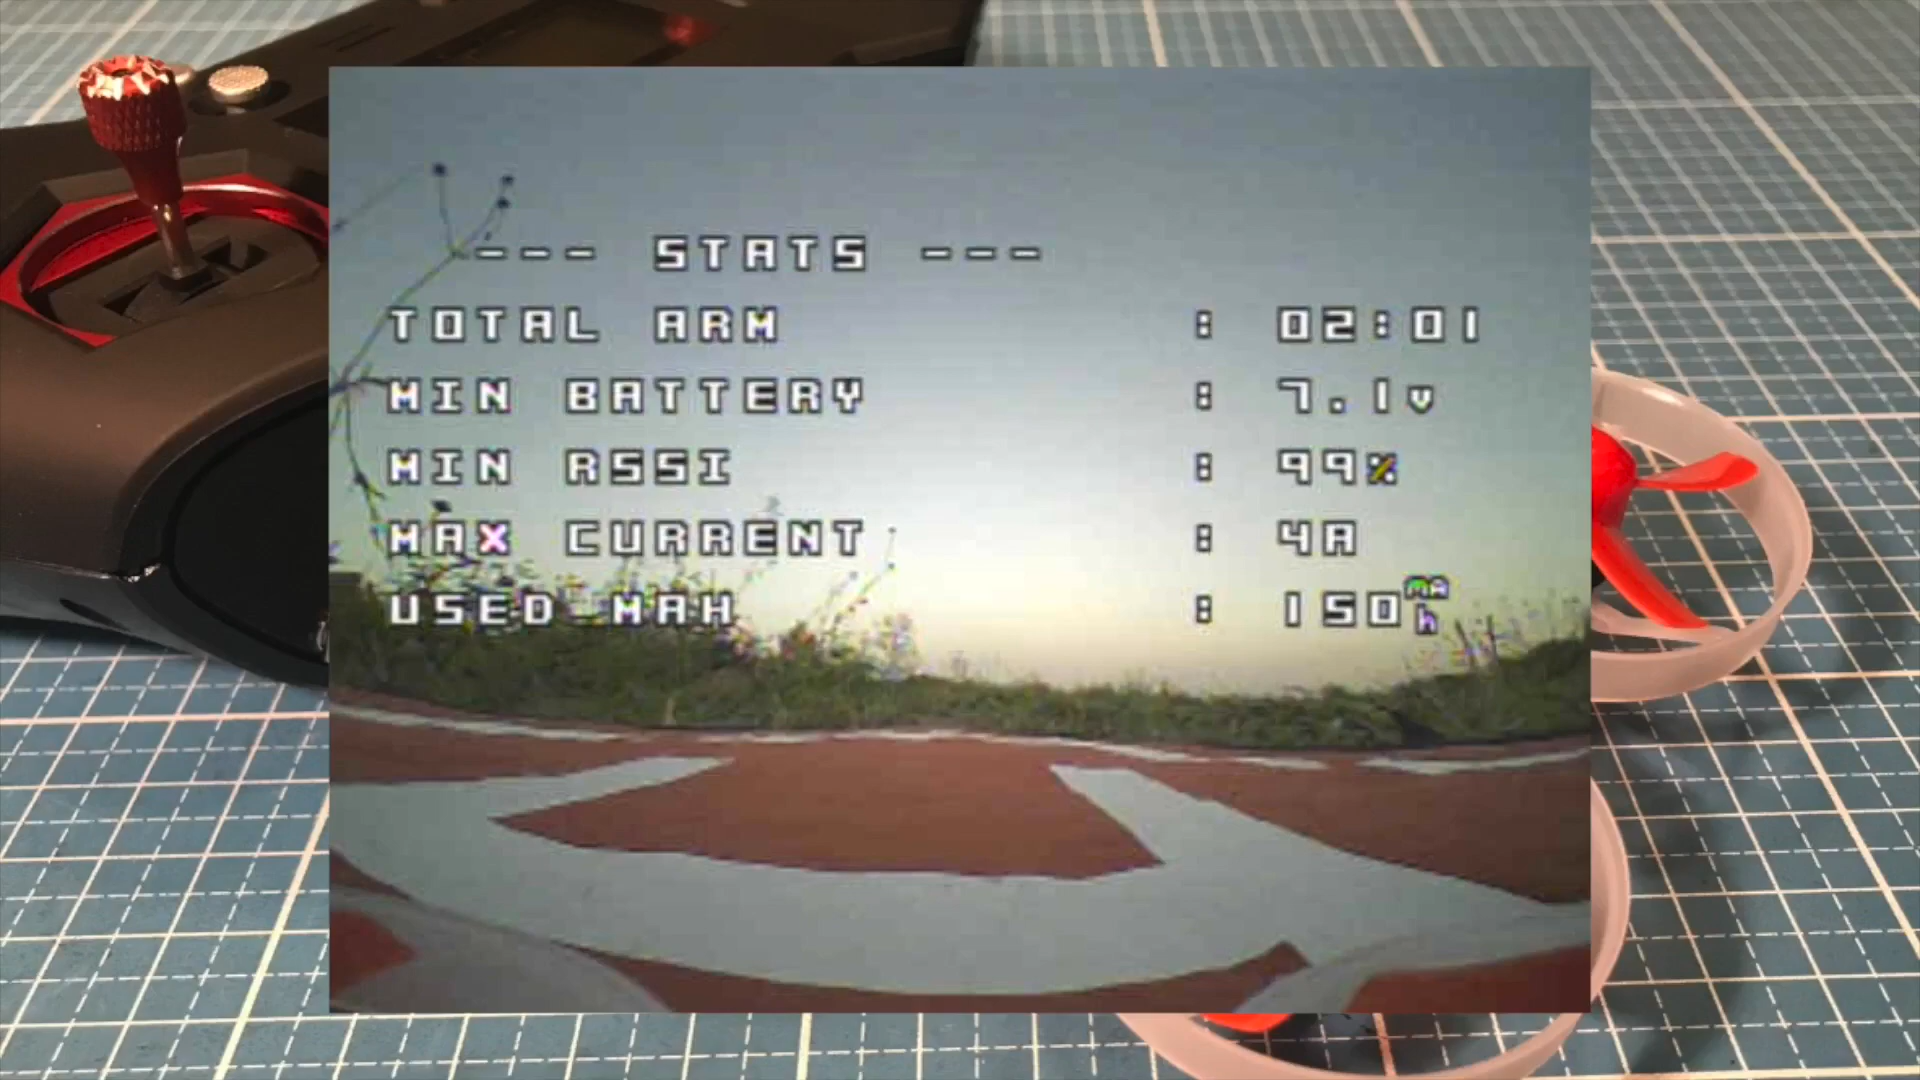 --- STATS ---
TOTAL ARM : 02:01
MIN BATTERY : 7.1v
MIN RSSI : 99%
MAX CURRENT : 4A
USED MAH : 150mAh